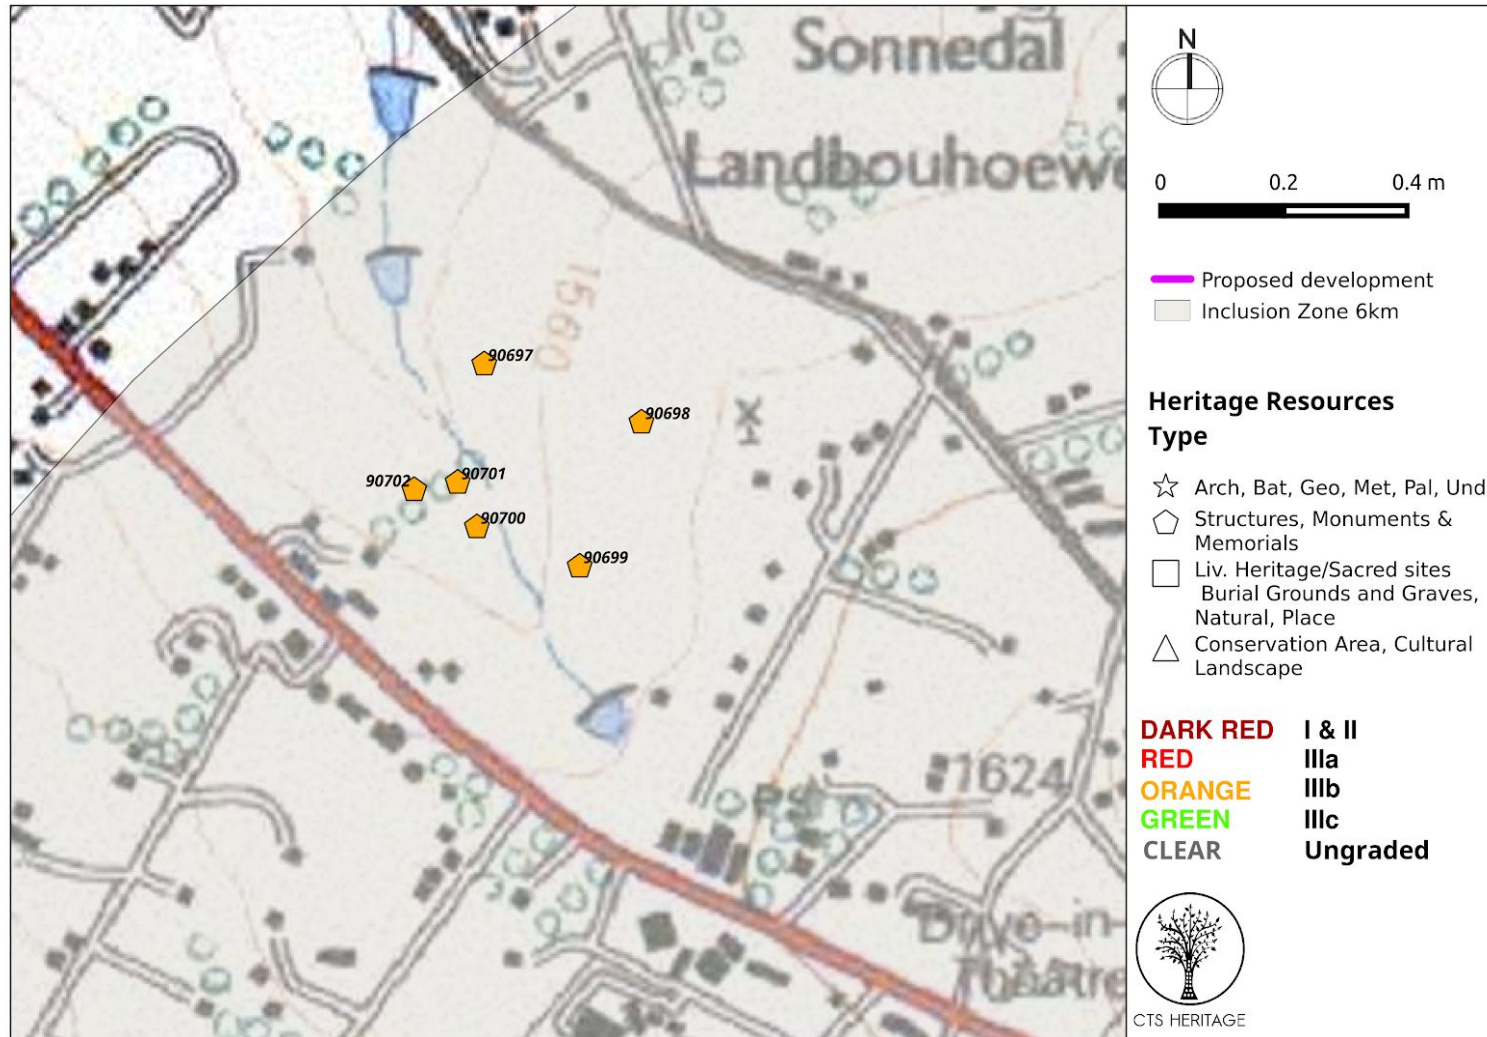 Sonnedal
Landbouhoewe
1560
90697
90698
90702
90701
90700
90699
1624
Drive-in-
Theatre
N
0 0.2 0.4 m
Proposed development
Inclusion Zone 6km
Heritage Resources
Type
Arch, Bat, Geo, Met, Pal, Und
Structures, Monuments &
Memorials
Liv. Heritage/Sacred sites
Burial Grounds and Graves,
Natural, Place
Conservation Area, Cultural
Landscape
DARK RED I & II
RED IIIa
ORANGE IIIb
GREEN IIIc
CLEAR Ungraded
CTS HERITAGE